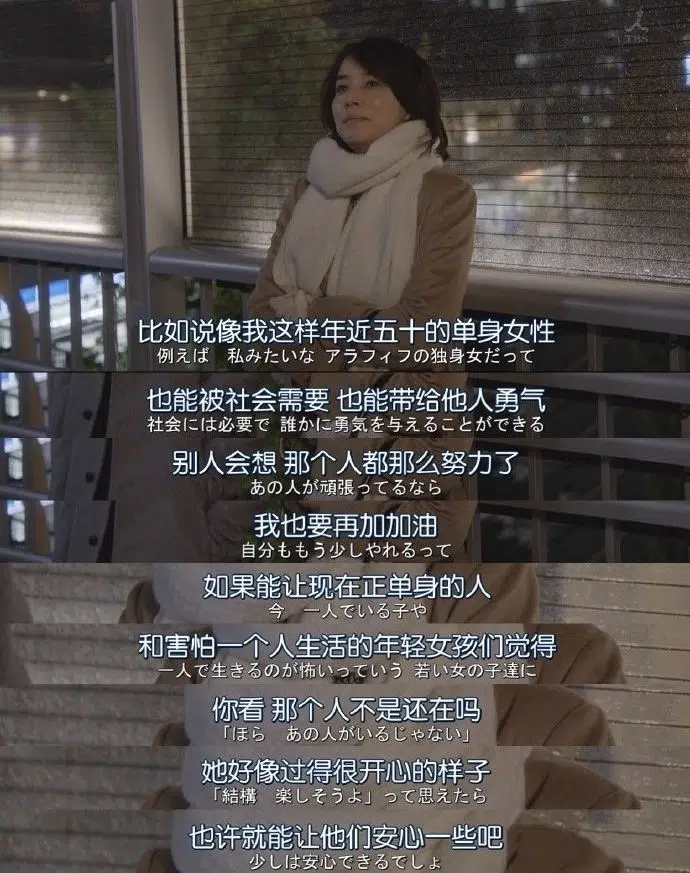 TBS
比如说像我这样年近五十的单身女性
例えば 私みたいな アラフィフの独身女だって
也能被社会需要 也能带给他人勇气
社会には必要で 誰かに勇気を与えることができる
别人会想 那个人都那么努力了
あの人が頑張ってるなら
我也要再加加油
自分ももう少しやれるって
如果能让现在正单身的人
今 一人でいる子や
和害怕一个人生活的年轻女孩们觉得
一人で生きるのが怖いっていう 若い女の子達に
你看 那个人不是还在吗
「ほら あの人がいるじゃない」
她好像过得很开心的样子
「結構 楽しそうよ」って思えたら
也许就能让他们安心一些吧
少しは安心できるでしょ